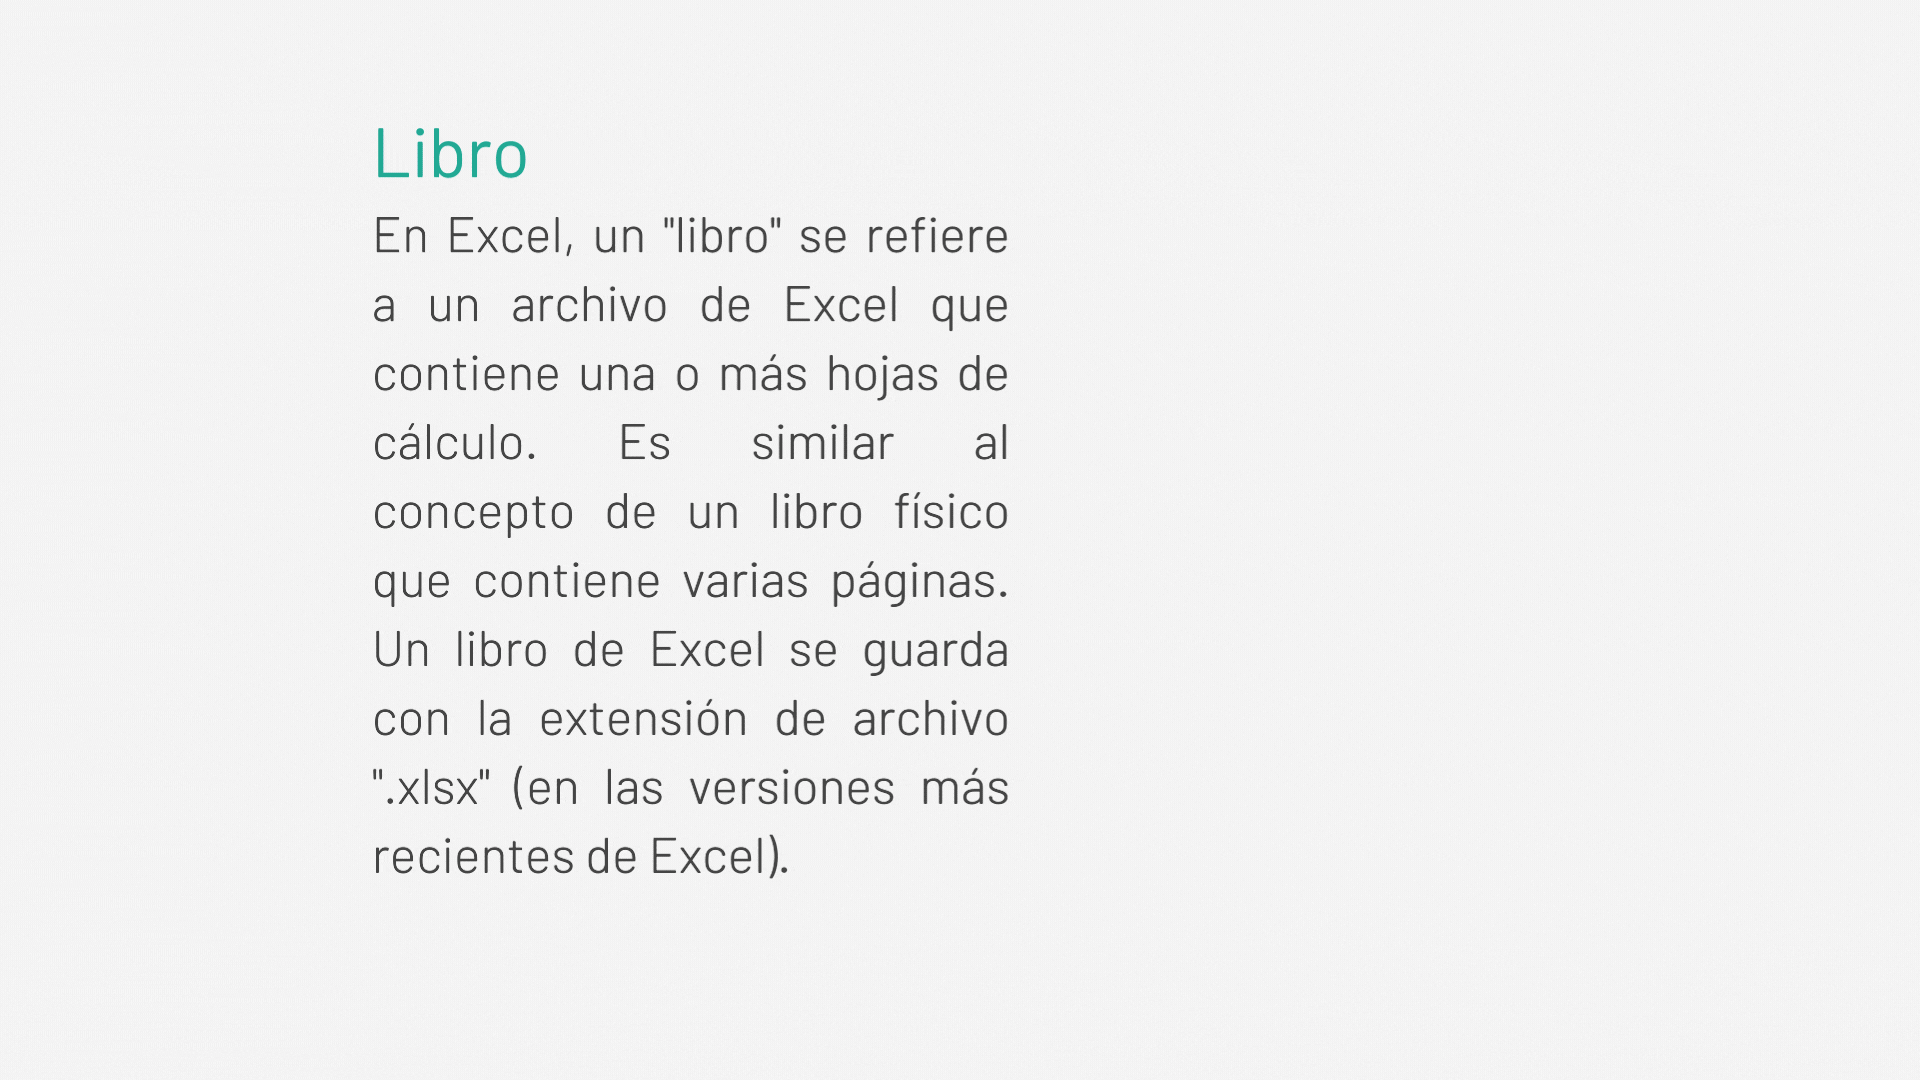 Libro
En Excel, un "libro" se refiere
a un archivo de Excel que
contiene una o más hojas de
cálculo. Es similar al
concepto de un libro físico
que contiene varias páginas.
Un libro de Excel se guarda
con la extensión de archivo
".xlsx" (en las versiones más
recientes de Excel).